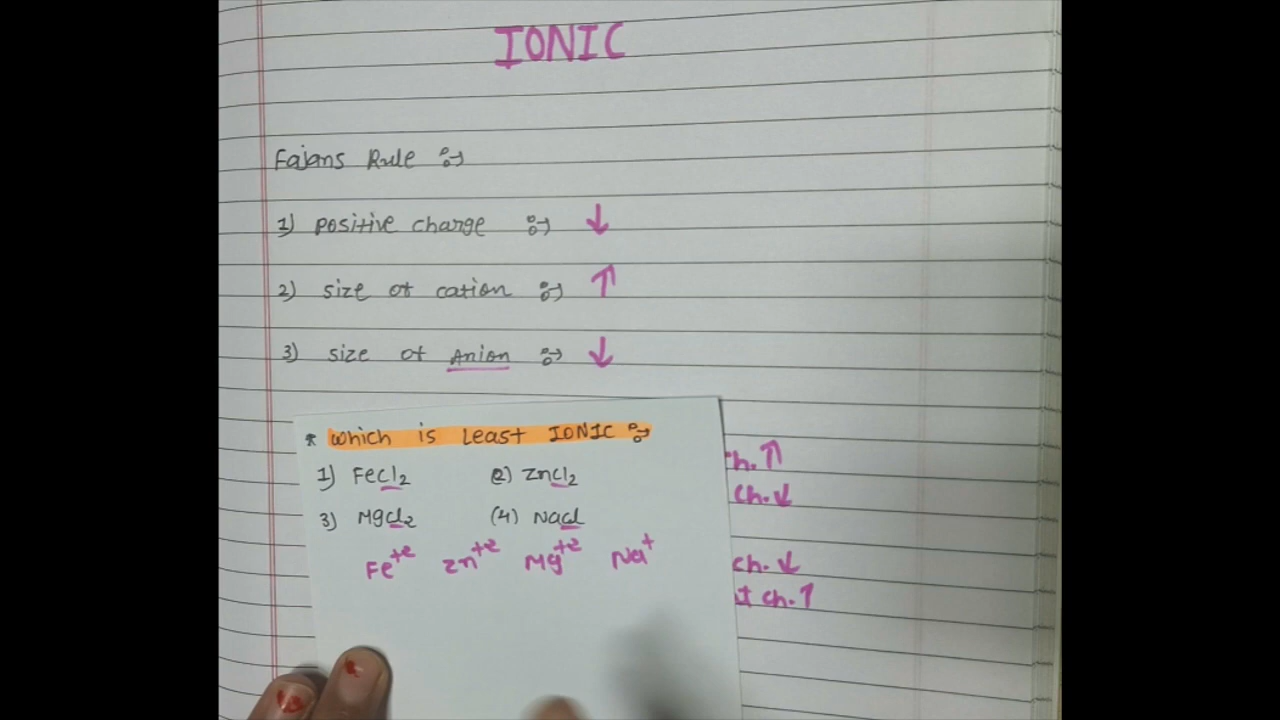 IONIC
Fajans Rule :→
1) positive charge :→ ↓
2) size of cation :→ ↑
3) size of Anion :→ ↓
* which is Least IONIC :→
1) FeCl2 (2) ZnCl2
3) MgCl2 (4) NaCl
Fe+2 Zn+2 Mg+2 Na+
ch.↑
ch.↓
ch.↓
ch.↑